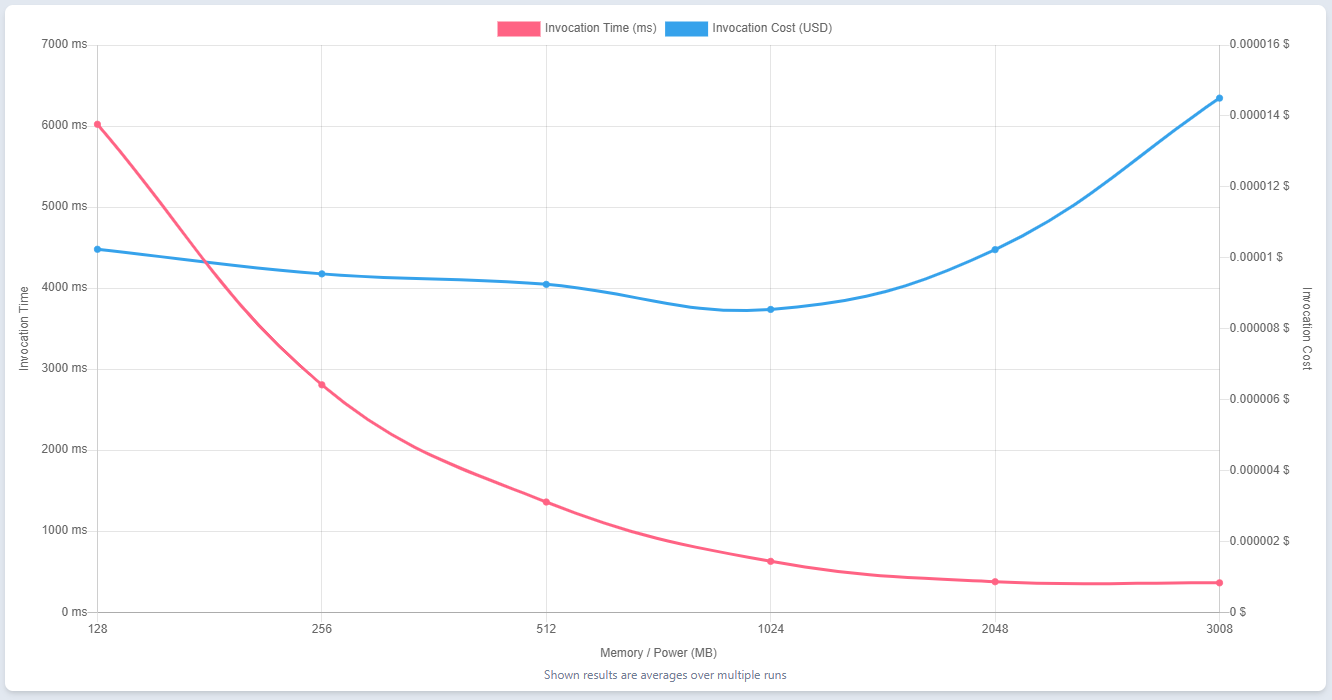 Invocation Time (ms) Invocation Cost (USD)
7000 ms
6000 ms
5000 ms
4000 ms
3000 ms
2000 ms
1000 ms
0 ms
Invocation Time
0.000016 $
0.000014 $
0.000012 $
0.00001 $
0.000008 $
0.000006 $
0.000004 $
0.000002 $
0 $
Invocation Cost
128 256 512 1024 2048 3008
Memory / Power (MB)
Shown results are averages over multiple runs